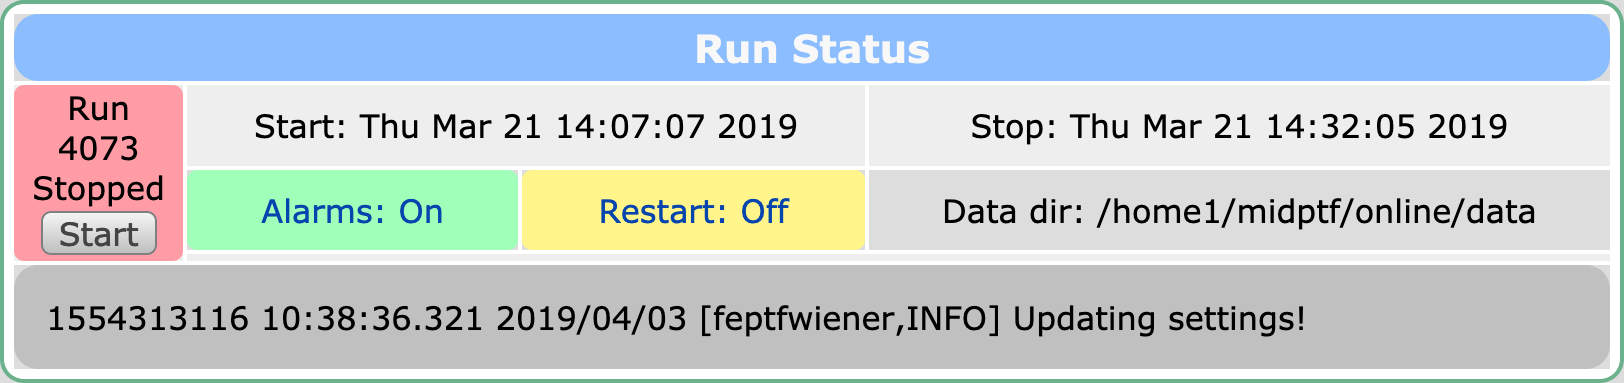 Run Status
Run
4073
Stopped
Start
Start: Thu Mar 21 14:07:07 2019
Stop: Thu Mar 21 14:32:05 2019
Alarms: On
Restart: Off
Data dir: /home1/midptf/online/data
1554313116 10:38:36.321 2019/04/03 [feptfwiener,INFO] Updating settings!